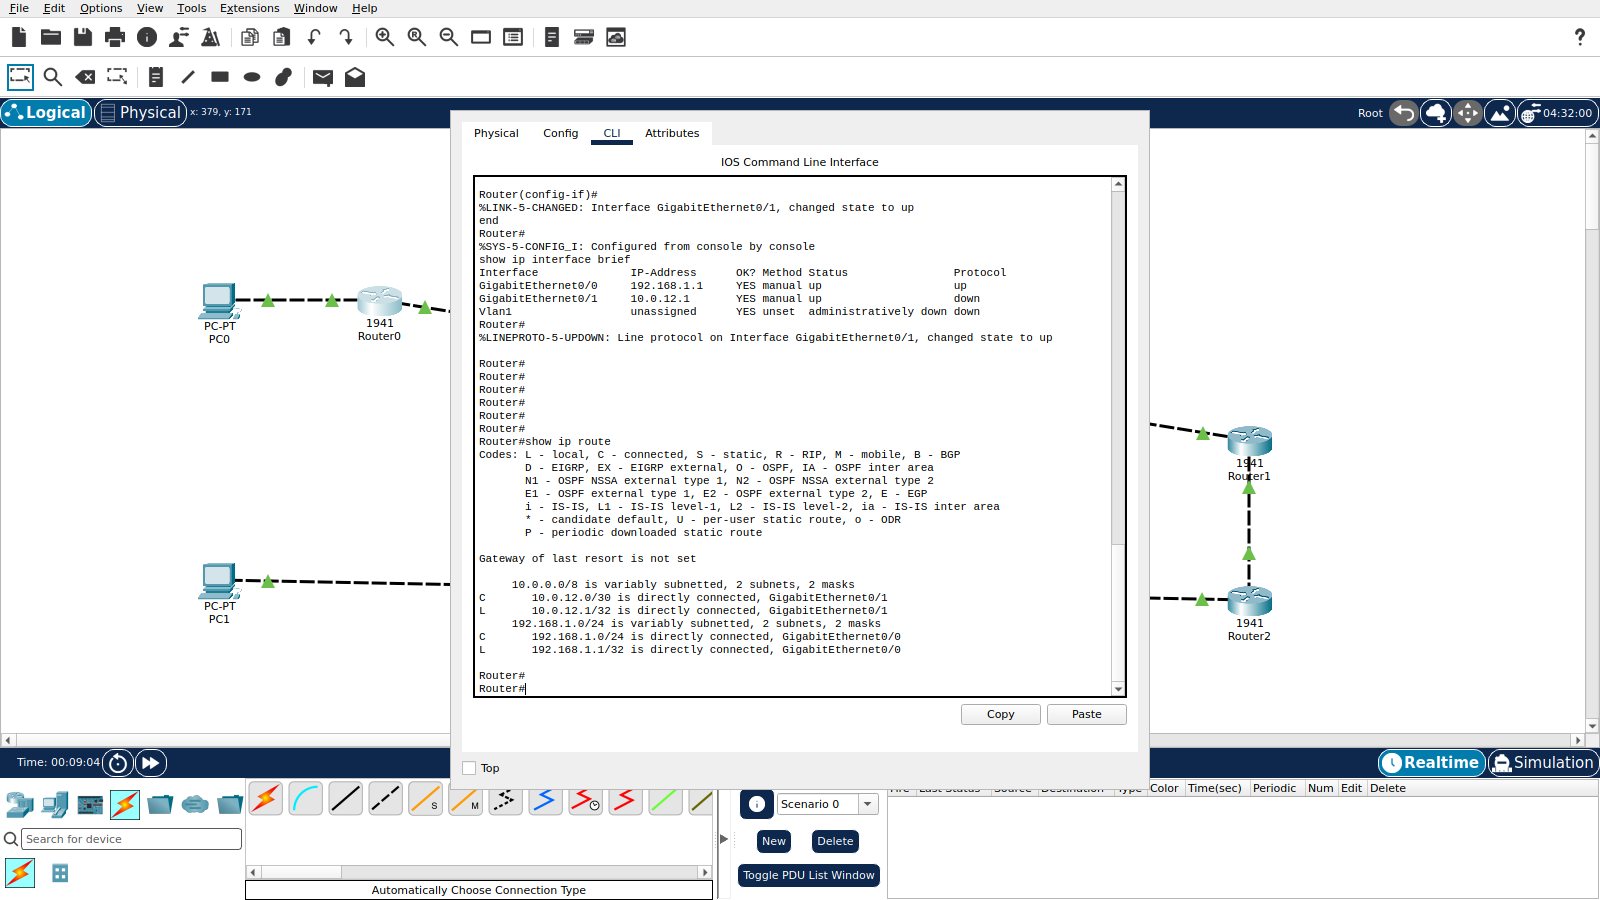 File Edit Options View Tools Extensions Window Help
?
Logical Physical x: 379, y: 171 Root 04:32:00
Physical Config CLI Attributes
IOS Command Line Interface
Router(config-if)#
%LINK-5-CHANGED: Interface GigabitEthernet0/1, changed state to up
end
Router#
%SYS-5-CONFIG_I: Configured from console by console
show ip interface brief
Interface IP-Address OK? Method Status Protocol
GigabitEthernet0/0 192.168.1.1 YES manual up up
GigabitEthernet0/1 10.0.12.1 YES manual up down
Vlan1 unassigned YES unset administratively down down
Router#
%LINEPROTO-5-UPDOWN: Line protocol on Interface GigabitEthernet0/1, changed state to up
Router#
Router#
Router#
Router#
Router#
Router#
Router#show ip route
Codes: L - local, C - connected, S - static, R - RIP, M - mobile, B - BGP
D - EIGRP, EX - EIGRP external, O - OSPF, IA - OSPF inter area
N1 - OSPF NSSA external type 1, N2 - OSPF NSSA external type 2
E1 - OSPF external type 1, E2 - OSPF external type 2, E - EGP
i - IS-IS, L1 - IS-IS level-1, L2 - IS-IS level-2, ia - IS-IS inter area
* - candidate default, U - per-user static route, o - ODR
P - periodic downloaded static route
Gateway of last resort is not set
10.0.0.0/8 is variably subnetted, 2 subnets, 2 masks
C 10.0.12.0/30 is directly connected, GigabitEthernet0/1
L 10.0.12.1/32 is directly connected, GigabitEthernet0/1
192.168.1.0/24 is variably subnetted, 2 subnets, 2 masks
C 192.168.1.0/24 is directly connected, GigabitEthernet0/0
L 192.168.1.1/32 is directly connected, GigabitEthernet0/0
Router#
Router#
Copy Paste
Top
PC-PT
PC0
1941
Router0
PC-PT
PC1
1941
Router1
1941
Router2
Time: 00:09:04
Realtime Simulation
Search for device
S
M
Automatically Choose Connection Type
Scenario 0
New Delete
Toggle PDU List Window
Fire Last Status Source Destination Type Color Time(sec) Periodic Num Edit Delete